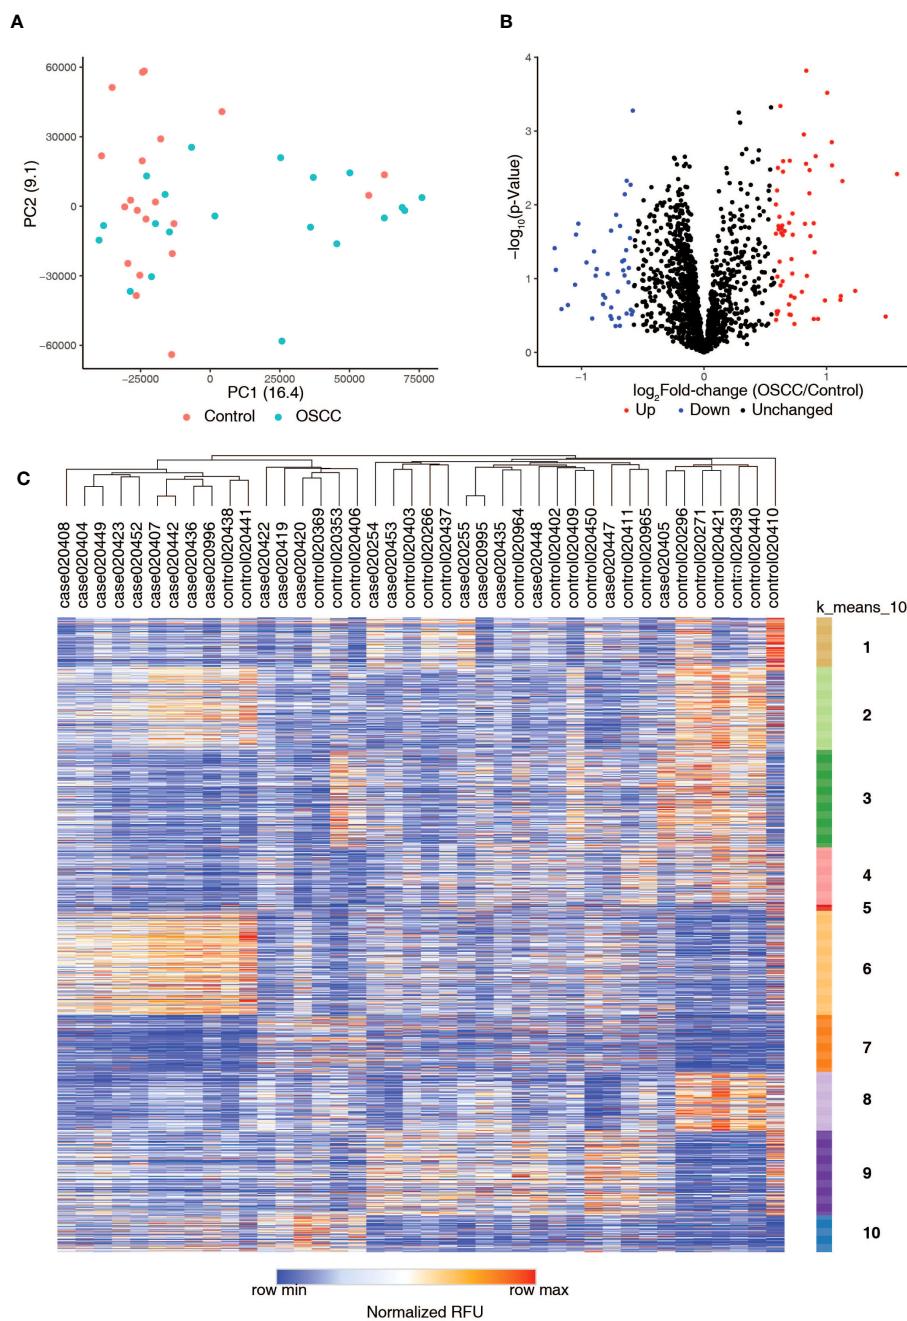 A
60000
30000
0
−30000
−60000
PC2 (9.1)
−25000 0 25000 50000 75000
PC1 (16.4)
Control OSCC
B
4
3
2
1
0
−log10(p-Value)
−1 0 1
log2Fold-change (OSCC/Control)
Up Down Unchanged
C
case020408
case020404
case020449
case020423
case020452
case020407
case020442
case020436
case020996
control020438
control020441
case020422
case020419
case020420
control020369
control020353
control020406
case020254
case020453
control020403
control020266
control020437
case020255
case020995
case020435
control020964
case020448
control020402
control020409
control020450
case020447
control020411
control020965
case020405
control020296
control020271
control020421
control020439
control020440
control020410
k_means_10
1
2
3
4
5
6
7
8
9
10
row min row max
Normalized RFU